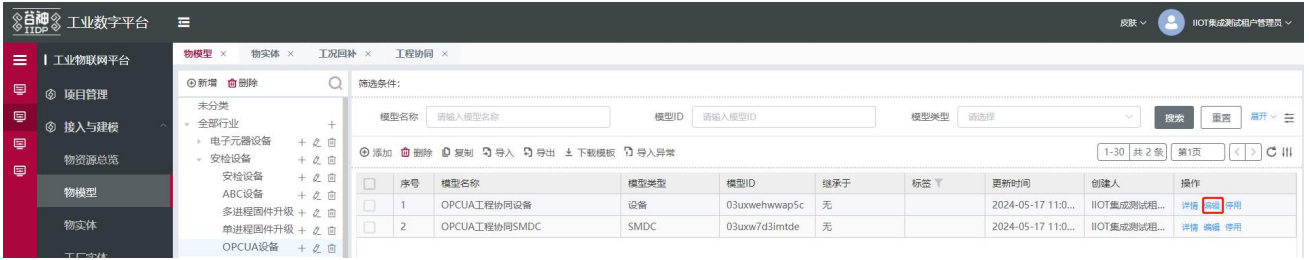 谷神 IIDP 工业数字平台 皮肤 IIOT集成测试租户管理员
工业物联网平台
项目管理
接入与建模
物资源总览
物模型
物实体
物模型 × 物实体 × 工况回补 × 工程协同 ×
新增 删除
未分类
全部行业
电子元器设备
安检设备
安检设备
ABC设备
多进程固件升级
单进程固件升级
OPCUA设备
筛选条件:
模型名称 请输入模型名称 模型ID 请输入模型ID 模型类型 请选择 搜索 重置 展开
添加 删除 复制 导入 导出 下载模板 导入异常 1-30 共 2 条 第1页
序号 模型名称 模型类型 模型ID 继承于 标签 更新时间 创建人 操作
1 OPCUA工程协同设备 设备 03uxwehwwap5c 无 2024-05-17 11:0... IIOT集成测试租... 详情 编辑 停用
2 OPCUA工程协同SMDC SMDC 03uxw7d3imtde 无 2024-05-17 11:0... IIOT集成测试租... 详情 编辑 停用